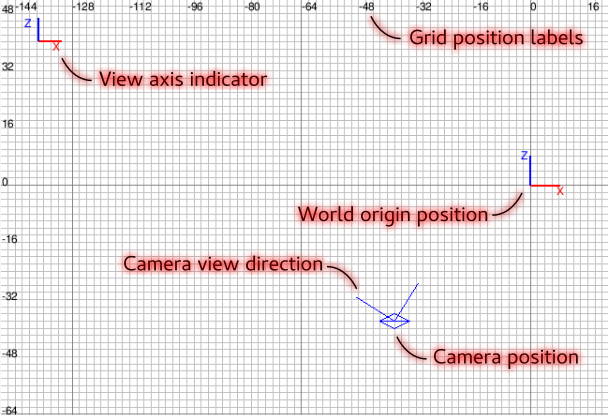 48 -144 -128 -112 -96 -80 -64 -48 -32 -16 0 16
Z
X
Grid position labels
View axis indicator
32
16
Z
0
X
World origin position
-16
Camera view direction
-32
-48
Camera position
-64